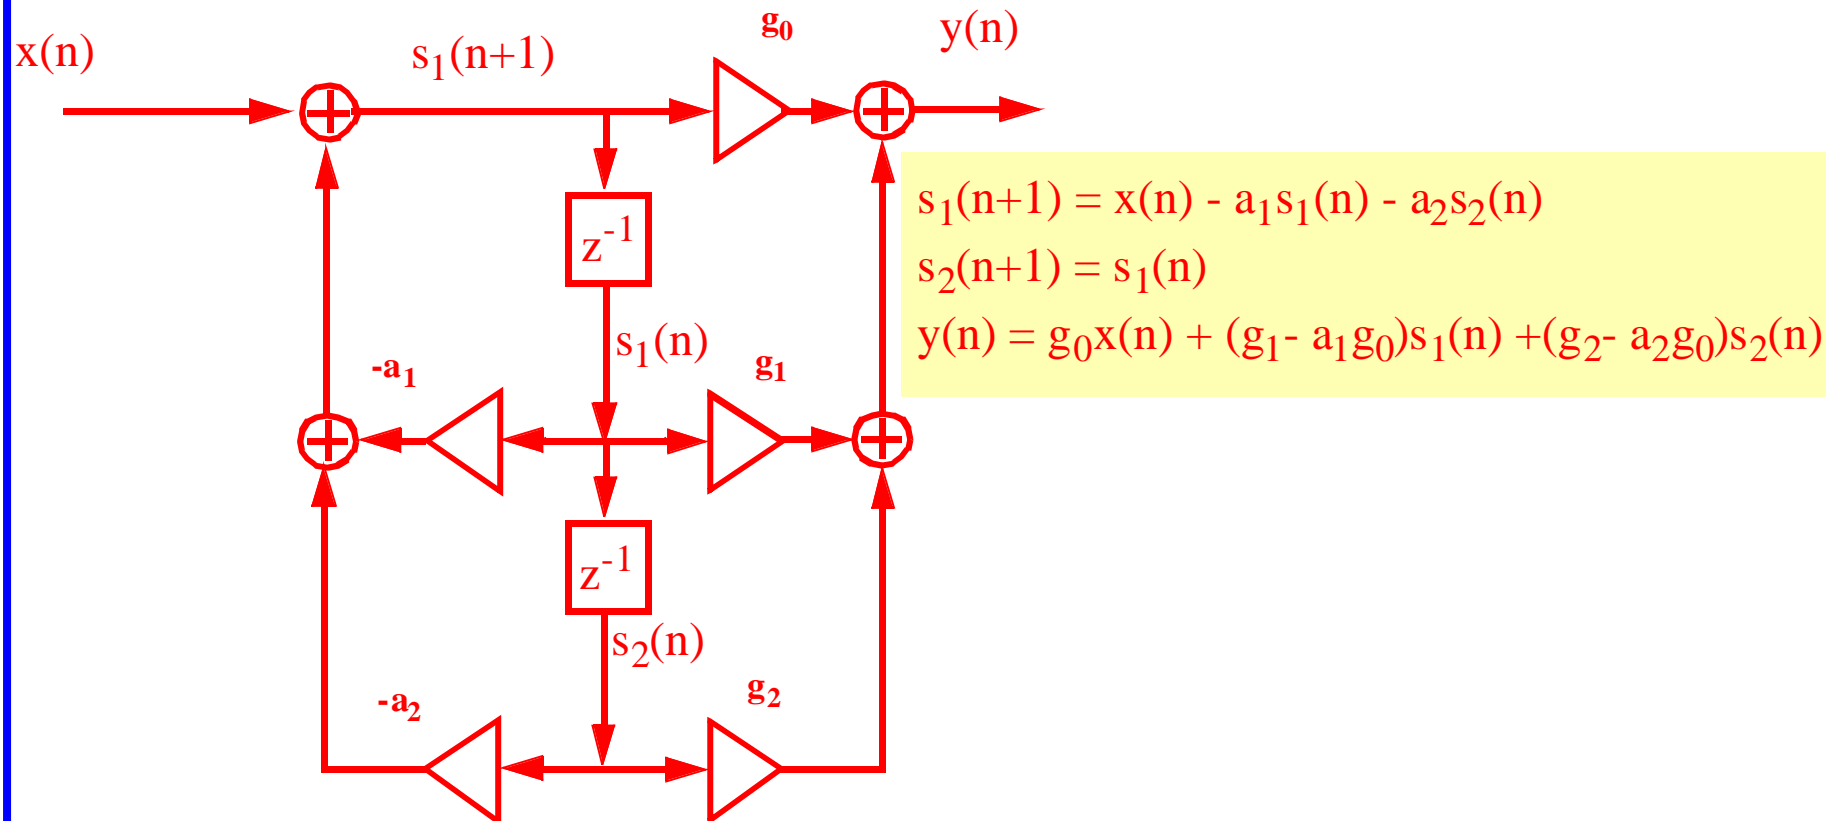 x(n)
s₁(n+1)
g₀
y(n)
s₁(n+1) = x(n) - a₁s₁(n) - a₂s₂(n)
z⁻¹
s₂(n+1) = s₁(n)
s₁(n)
y(n) = g₀x(n) + (g₁- a₁g₀)s₁(n) +(g₂- a₂g₀)s₂(n)
-a₁
g₁
z⁻¹
s₂(n)
-a₂
g₂